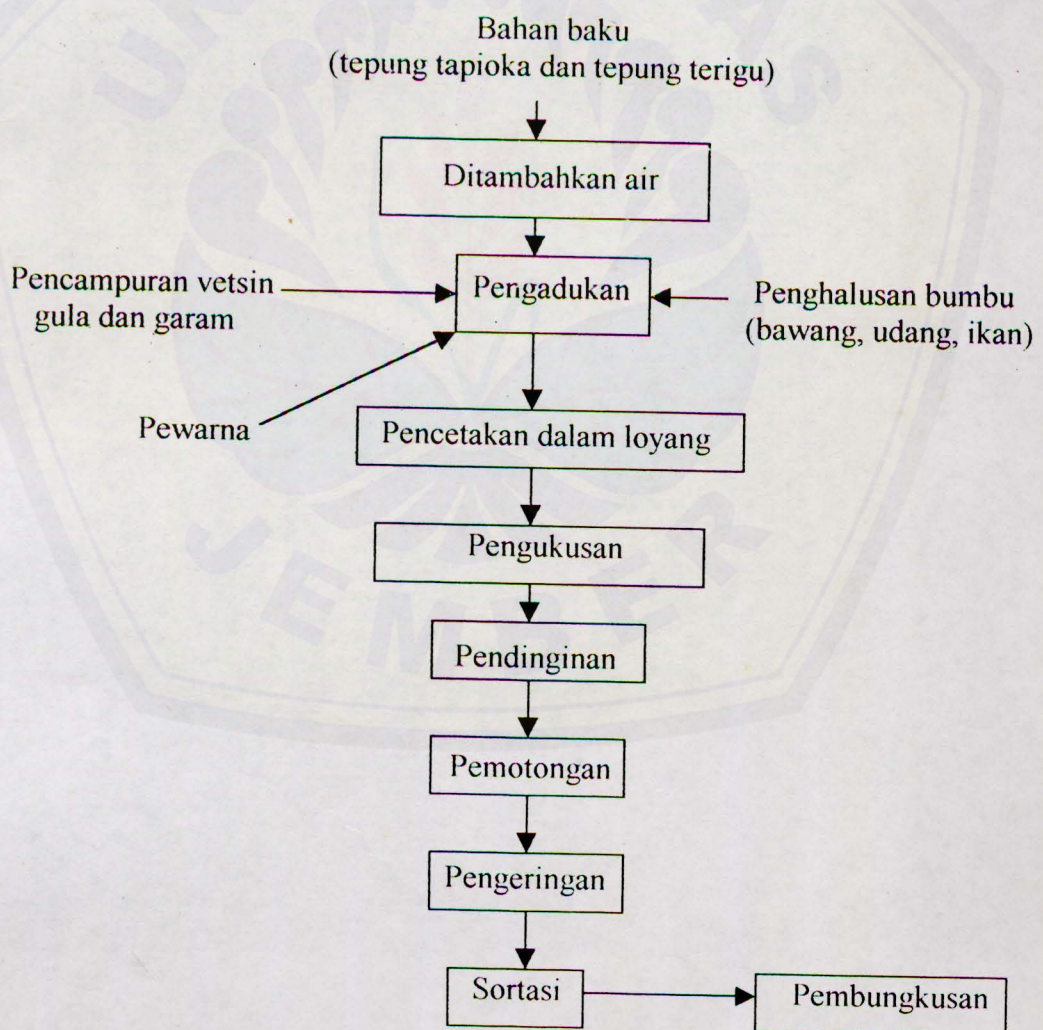 Bahan baku
(tepung tapioka dan tepung terigu)
Ditambahkan air
Pencampuran vetsin
gula dan garam
Pengadukan
Penghalusan bumbu
(bawang, udang, ikan)
Pewarna
Pencetakan dalam loyang
Pengukusan
Pendinginan
Pemotongan
Pengeringan
Sortasi
Pembungkusan
JEMBER